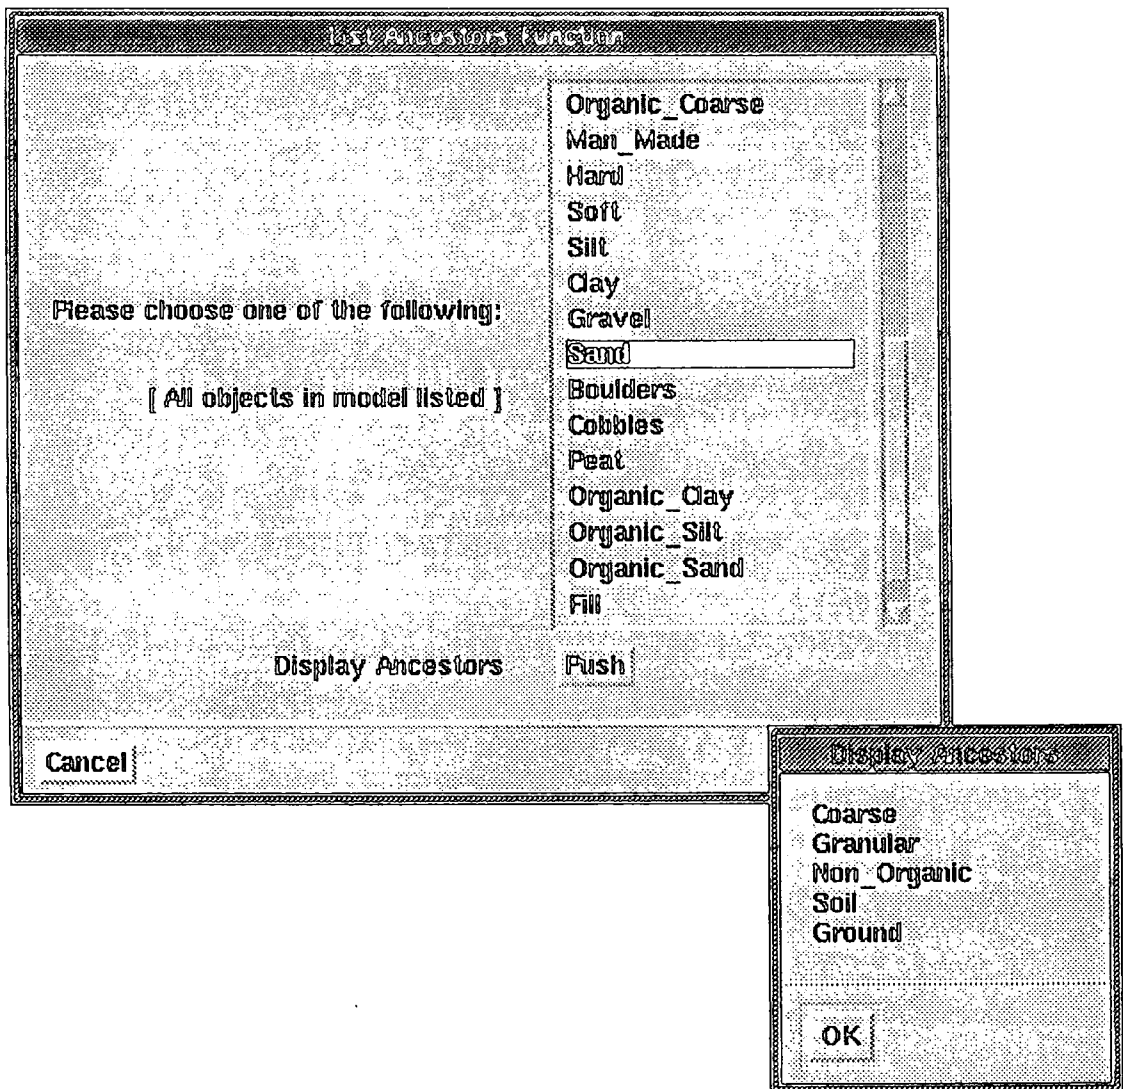 List Ancestors Function
Organic_Coarse
Man_Made
Hard
Soft
Silt
Clay
Gravel
Please choose one of the following:
Sand
Boulders
[ All objects in model listed ]
Cobbles
Peat
Organic_Clay
Organic_Silt
Organic_Sand
Fill
Display Ancestors Push
Cancel
Display Ancestors
Coarse
Granular
Non_Organic
Soil
Ground
OK